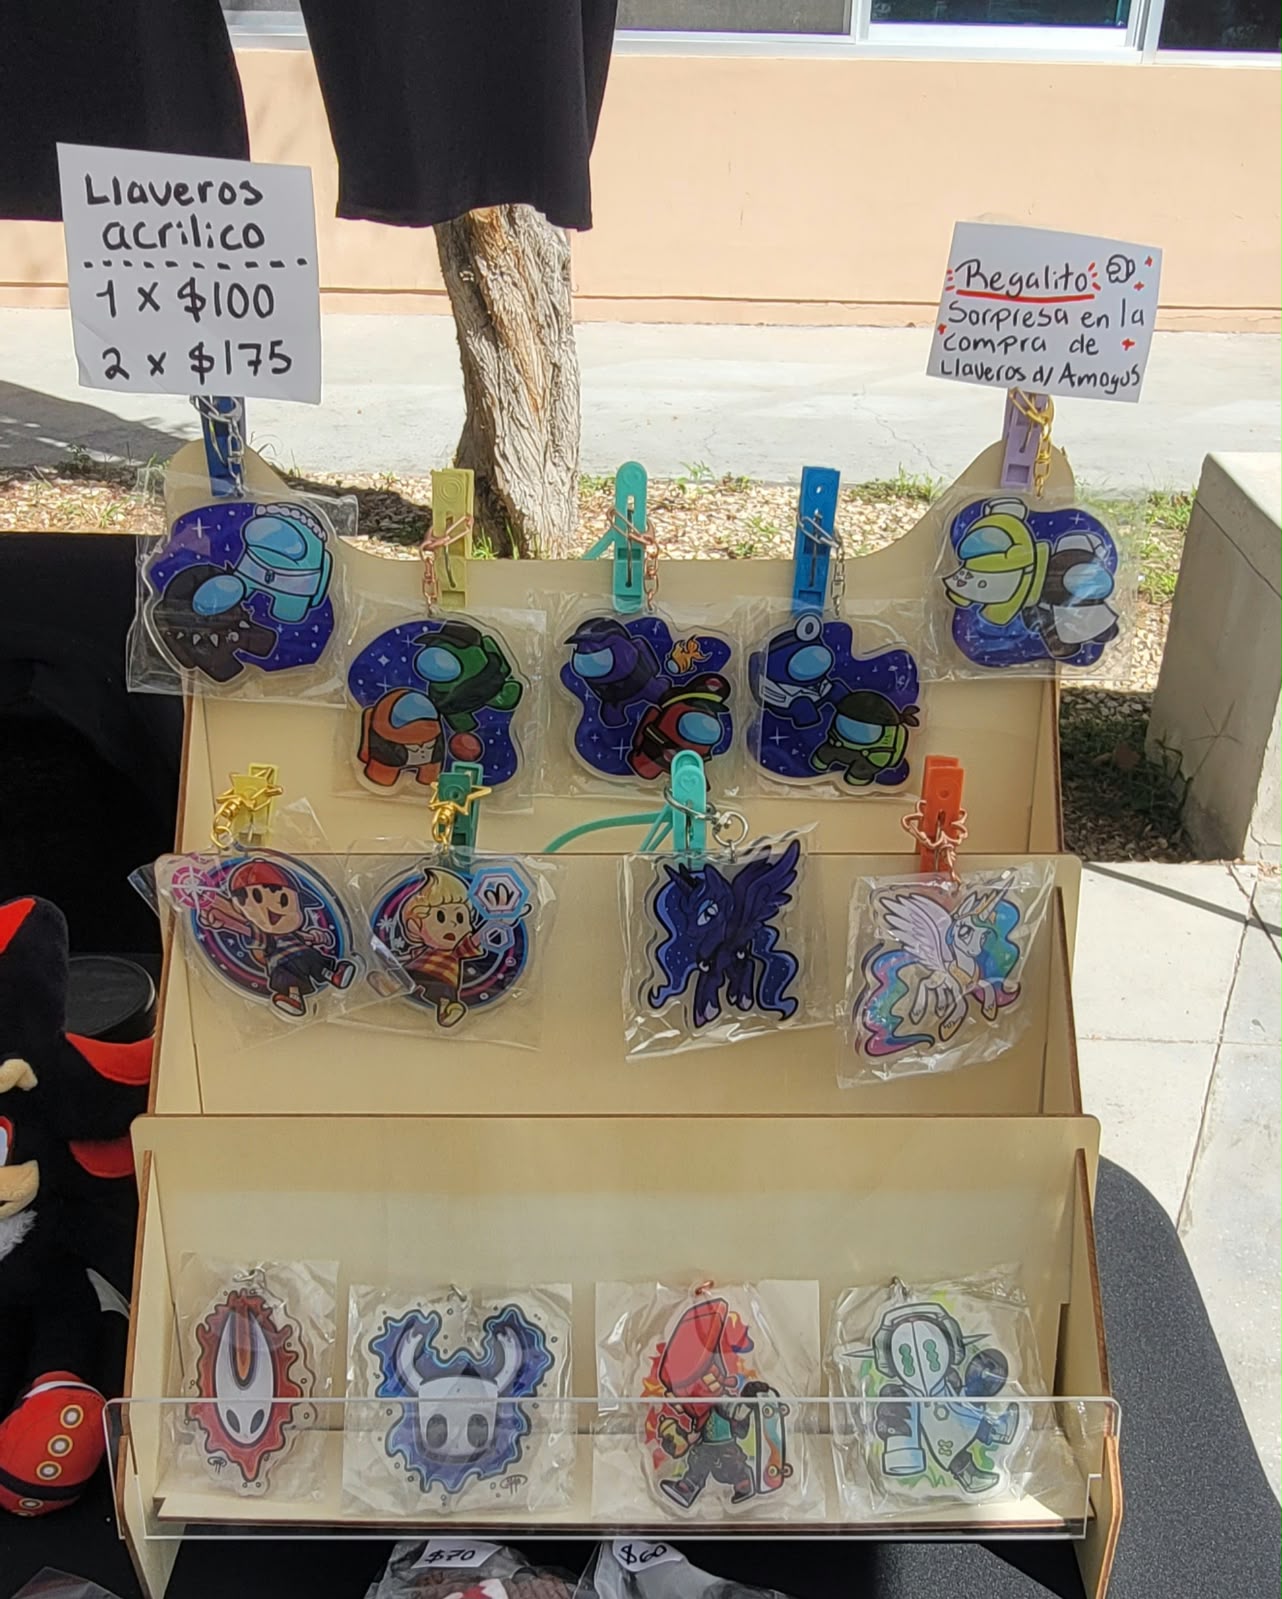 Llaveros
acrilico
1 x $100
2 x $175
Regalito
Sorpresa en la
compra de
Llaveros d/ Amogus
$70
$60